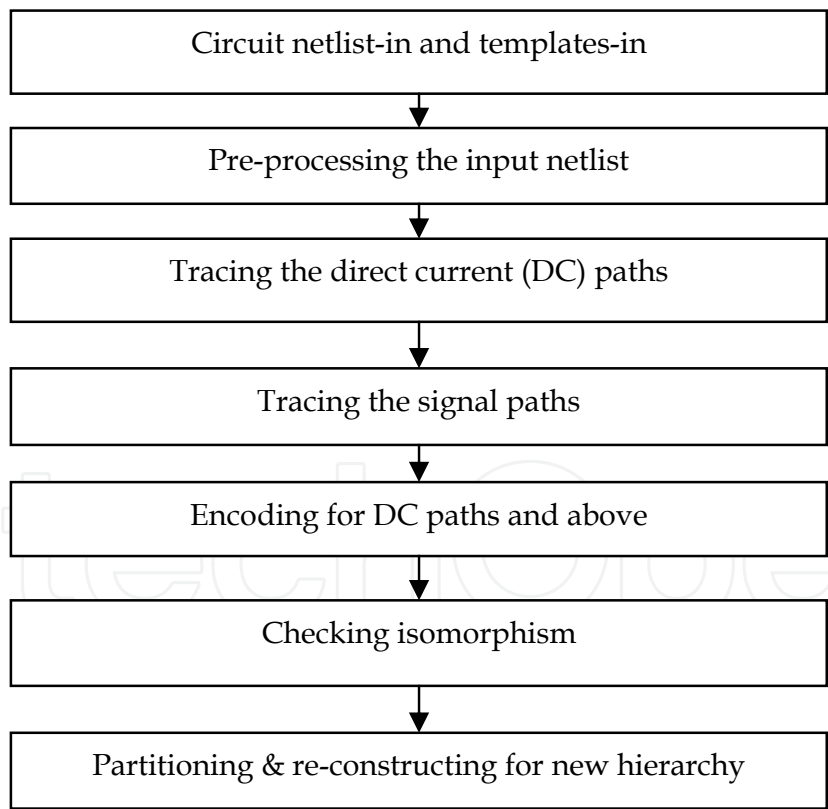 Circuit netlist-in and templates-in
Pre-processing the input netlist
Tracing the direct current (DC) paths
Tracing the signal paths
Encoding for DC paths and above
Checking isomorphism
Partitioning & re-constructing for new hierarchy